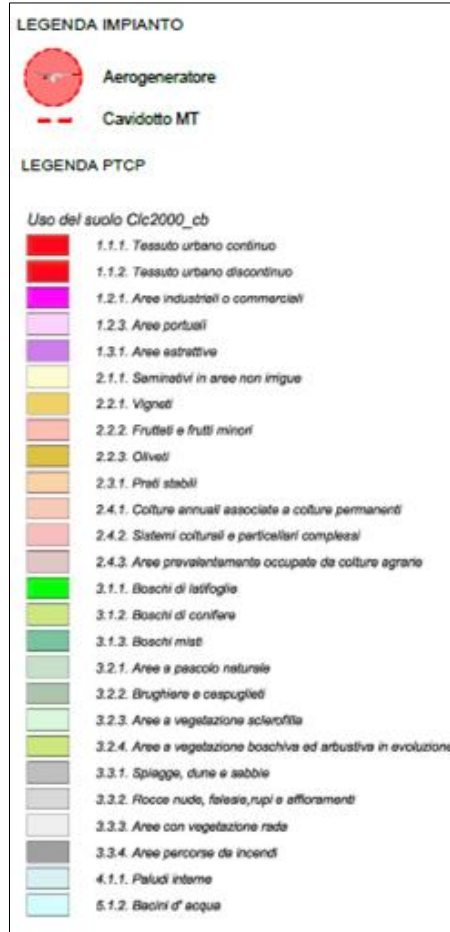 LEGENDA IMPIANTO
Aerogeneratore
Cavidotto MT
LEGENDA PTCP
Uso del suolo Clc2000_cb
1.1.1. Tessuto urbano continuo
1.1.2. Tessuto urbano discontinuo
1.2.1. Aree industriali o commerciali
1.2.3. Aree portuali
1.3.1. Aree estrattive
2.1.1. Seminativi in aree non irrigue
2.2.1. Vigneti
2.2.2. Frutteti e frutti minori
2.2.3. Oliveti
2.3.1. Prati stabili
2.4.1. Colture annuali associate a colture permanenti
2.4.2. Sistemi colturali e particellari complessi
2.4.3. Aree prevalentemente occupate da colture agrarie
3.1.1. Boschi di latifoglie
3.1.2. Boschi di conifere
3.1.3. Boschi misti
3.2.1. Aree a pascolo naturale
3.2.2. Brughiere e cespuglieti
3.2.3. Aree a vegetazione sclerofilla
3.2.4. Aree a vegetazione boschiva ed arbustiva in evoluzione
3.3.1. Spiagge, dune e sabbie
3.3.2. Rocce nude, falesie,rupi e affioramenti
3.3.3. Aree con vegetazione rada
3.3.4. Aree percorse da incendi
4.1.1. Paludi interne
5.1.2. Bacini d' acqua